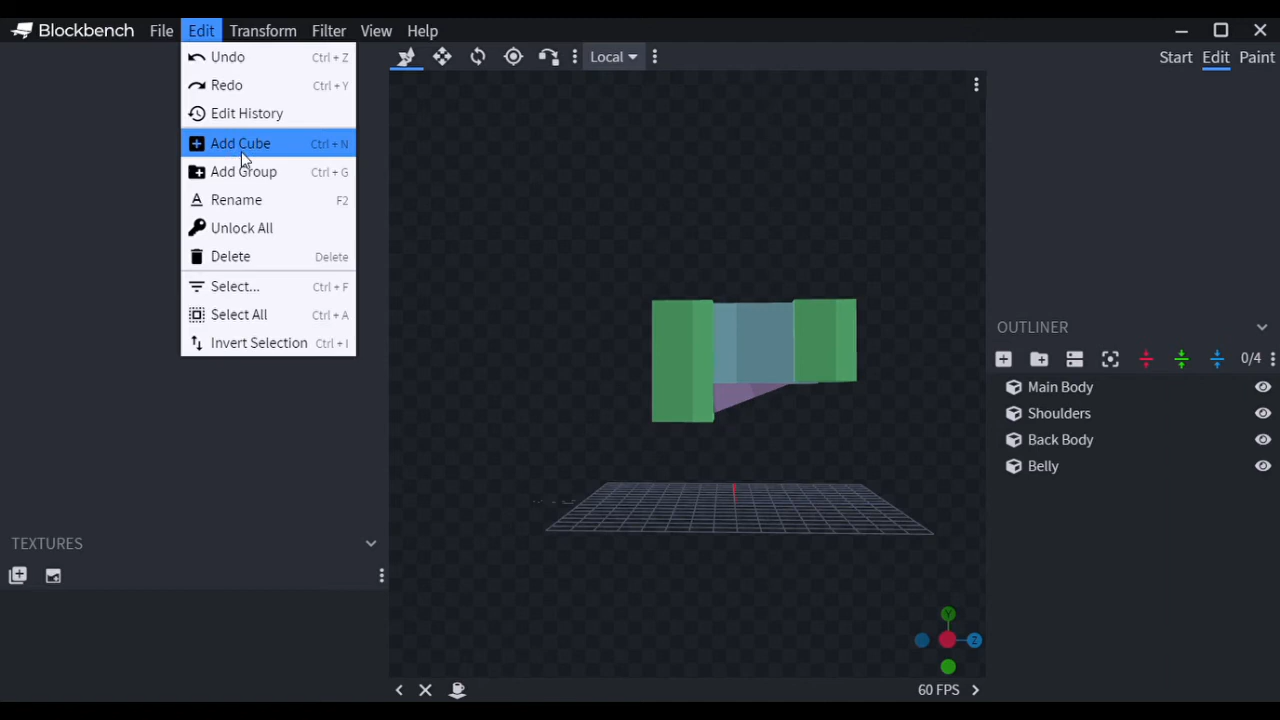 Blockbench File Edit Transform Filter View Help
Undo Ctrl + Z
Redo Ctrl + Y
Edit History
Add Cube Ctrl + N
Add Group Ctrl + G
Rename F2
Unlock All
Delete Delete
Select... Ctrl + F
Select All Ctrl + A
Invert Selection Ctrl + I
Local
Start Edit Paint
OUTLINER
0/4
Main Body
Shoulders
Back Body
Belly
TEXTURES
Y
Z
60 FPS